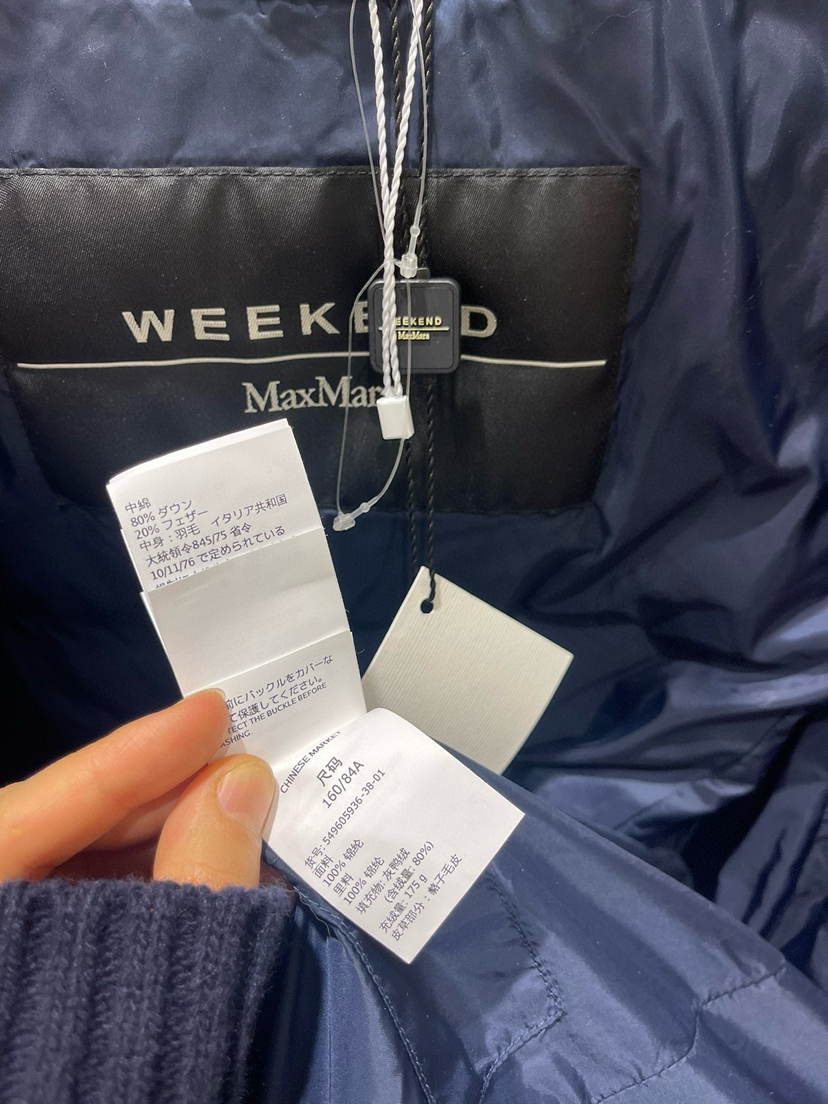 WEEKEND
MaxMara
WEEKEND
MaxMara
中綿
80% ダウン
20% フェザー
中身：羽毛 イタリア共和国
大統領令845/75 省令
10/11/76 で定められている
前にバックルをカバーな
て保護してください。
TECT THE BUCKLE BEFORE
ASHING.
CHINESE MARKET
尺码
160/84A
货号: 549605936-38-01
面料
100% 锦纶
里料
100% 锦纶
填充物: 灰鸭绒
(含绒量: 80%)
充绒量: 175 g
皮草部分：貉子毛皮